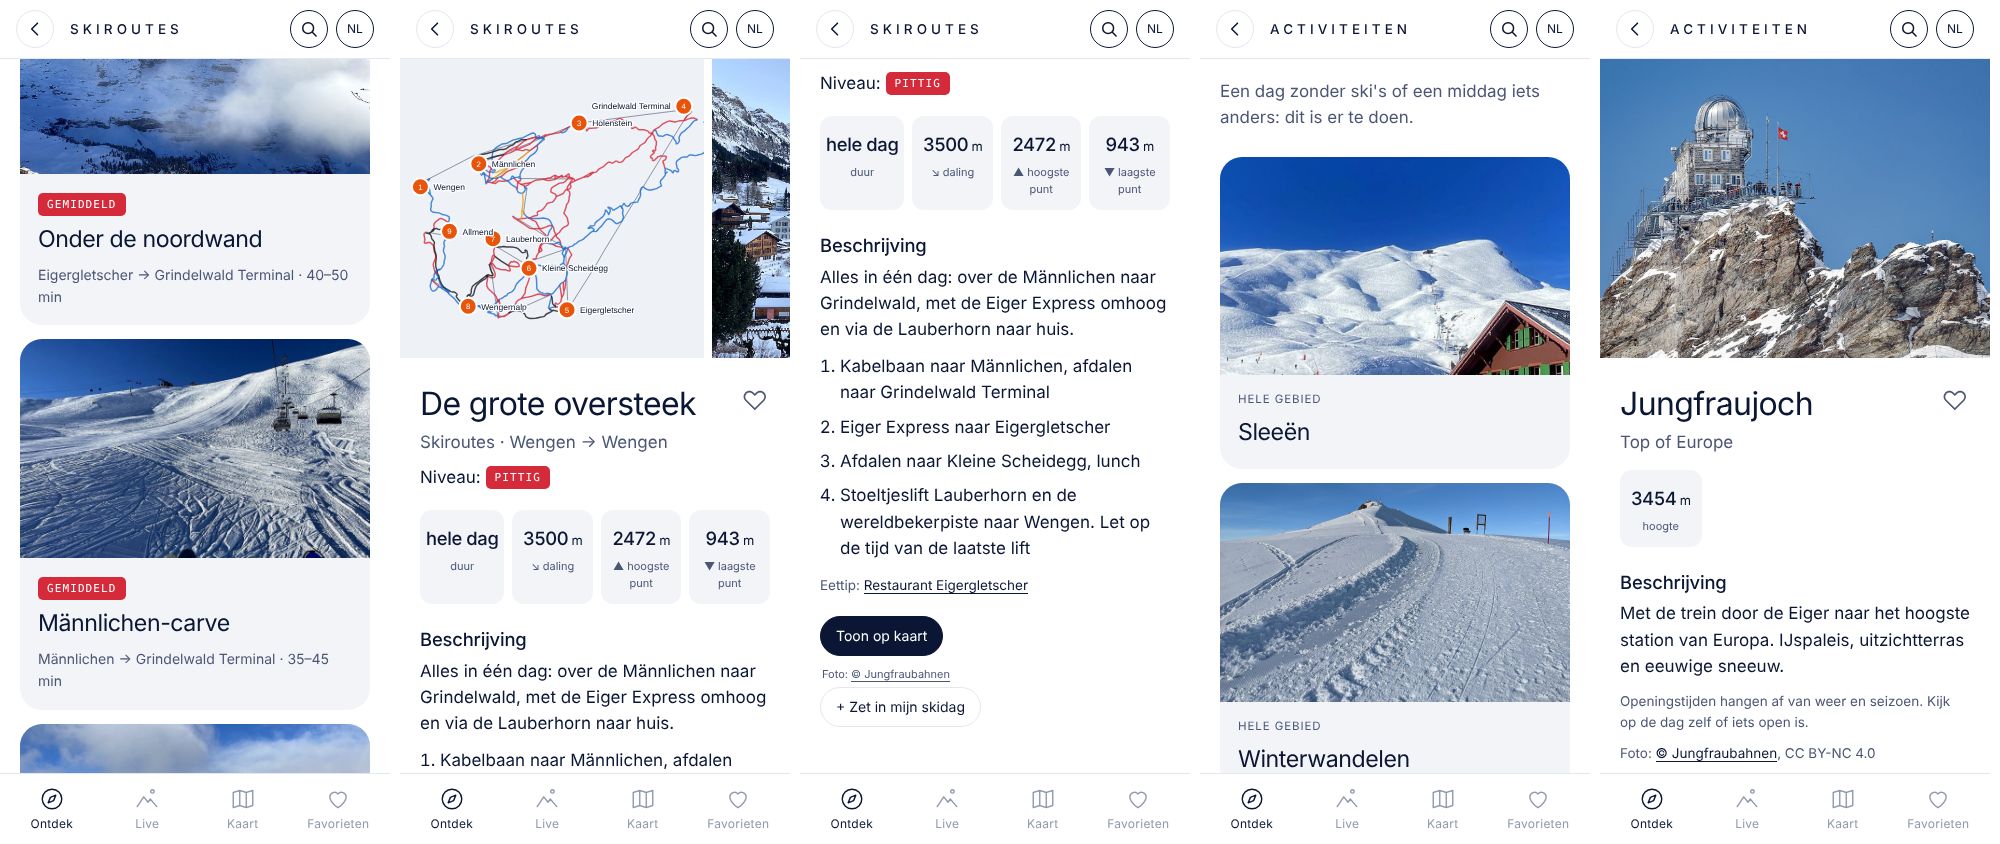 SKIROUTES
NL
GEMIDDELD
Onder de noordwand
Eigergletscher → Grindelwald Terminal · 40–50
min
GEMIDDELD
Männlichen-carve
Männlichen → Grindelwald Terminal · 35–45
min
Ontdek
Live
Kaart
Favorieten
SKIROUTES
NL
Grindelwald Terminal
4
3
Holenstein
2
Männlichen
1
Wengen
9
Allmend
7
Lauberhorn
6
Kleine Scheidegg
8
Wengernalp
5
Eigergletscher
De grote oversteek
Skiroutes · Wengen → Wengen
Niveau: PITTIG
hele dag
duur
3500 m
↘ daling
2472 m
▲ hoogste
punt
943 m
▼ laagste
punt
Beschrijving
Alles in één dag: over de Männlichen naar
Grindelwald, met de Eiger Express omhoog
en via de Lauberhorn naar huis.
1. Kabelbaan naar Männlichen, afdalen
Ontdek
Live
Kaart
Favorieten
SKIROUTES
NL
Niveau: PITTIG
hele dag
duur
3500 m
↘ daling
2472 m
▲ hoogste
punt
943 m
▼ laagste
punt
Beschrijving
Alles in één dag: over de Männlichen naar
Grindelwald, met de Eiger Express omhoog
en via de Lauberhorn naar huis.
1. Kabelbaan naar Männlichen, afdalen
naar Grindelwald Terminal
2. Eiger Express naar Eigergletscher
3. Afdalen naar Kleine Scheidegg, lunch
4. Stoeltjeslift Lauberhorn en de
wereldbekerpiste naar Wengen. Let op
de tijd van de laatste lift
Eettip: Restaurant Eigergletscher
Toon op kaart
Foto: © Jungfraubahnen
+ Zet in mijn skidag
Ontdek
Live
Kaart
Favorieten
ACTIVITEITEN
NL
Een dag zonder ski's of een middag iets
anders: dit is er te doen.
HELE GEBIED
Sleeën
HELE GEBIED
Winterwandelen
Ontdek
Live
Kaart
Favorieten
ACTIVITEITEN
NL
Jungfraujoch
Top of Europe
3454 m
hoogte
Beschrijving
Met de trein door de Eiger naar het hoogste
station van Europa. IJspaleis, uitzichtterras
en eeuwige sneeuw.
Openingstijden hangen af van weer en seizoen. Kijk
op de dag zelf of iets open is.
Foto: © Jungfraubahnen, CC BY-NC 4.0
Ontdek
Live
Kaart
Favorieten